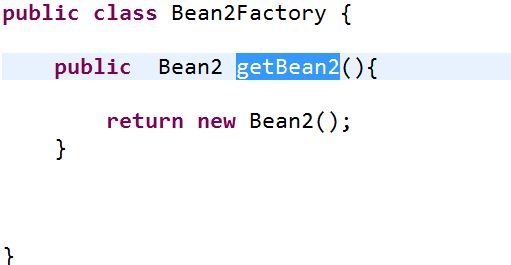 public class Bean2Factory {
public  Bean2 getBean2(){
return new Bean2();
}
}